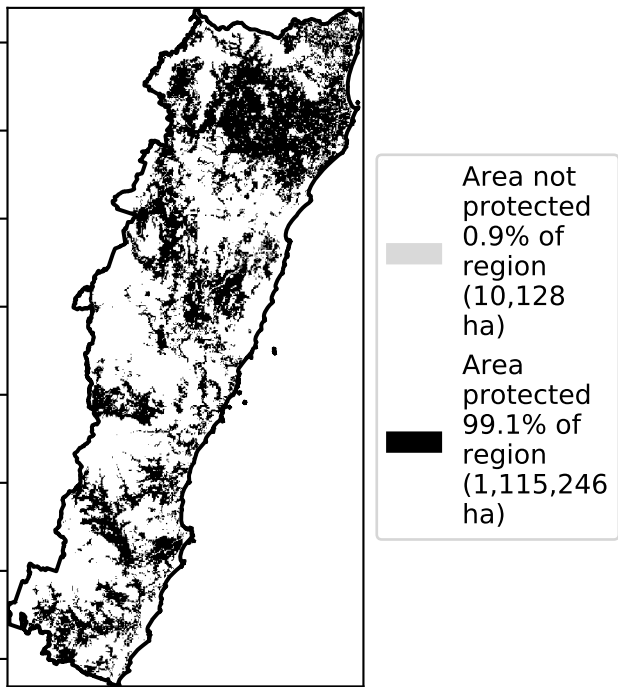 Area not
protected
0.9% of
region
(10,128
ha)
Area
protected
99.1% of
region
(1,115,246
ha)